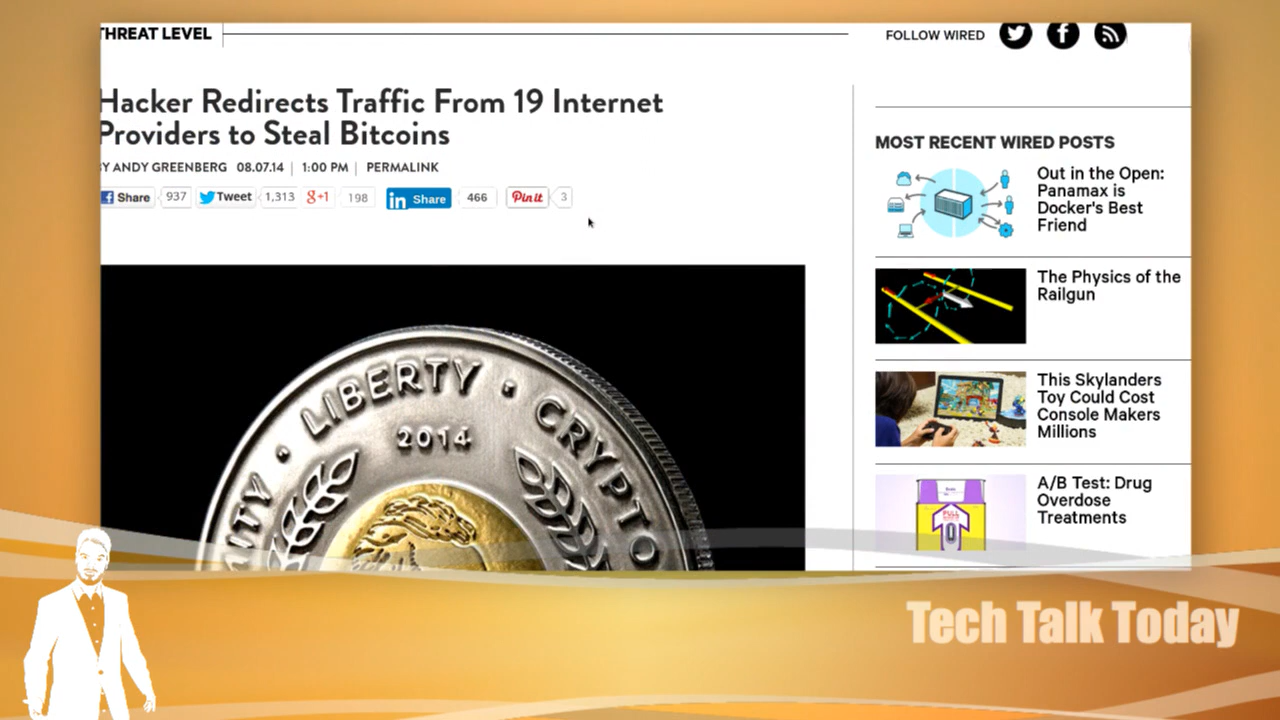 THREAT LEVEL
FOLLOW WIRED
Hacker Redirects Traffic From 19 Internet
Providers to Steal Bitcoins
BY ANDY GREENBERG 08.07.14 | 1:00 PM | PERMALINK
Share 937 Tweet 1,313 g+1 198 in Share 466 Pin it 3
MOST RECENT WIRED POSTS
Out in the Open:
Panamax is
Docker's Best
Friend
The Physics of the
Railgun
This Skylanders
Toy Could Cost
Console Makers
Millions
A/B Test: Drug
Overdose
Treatments
PULL
LIBERTY · CRYPTO
2014
Tech Talk Today